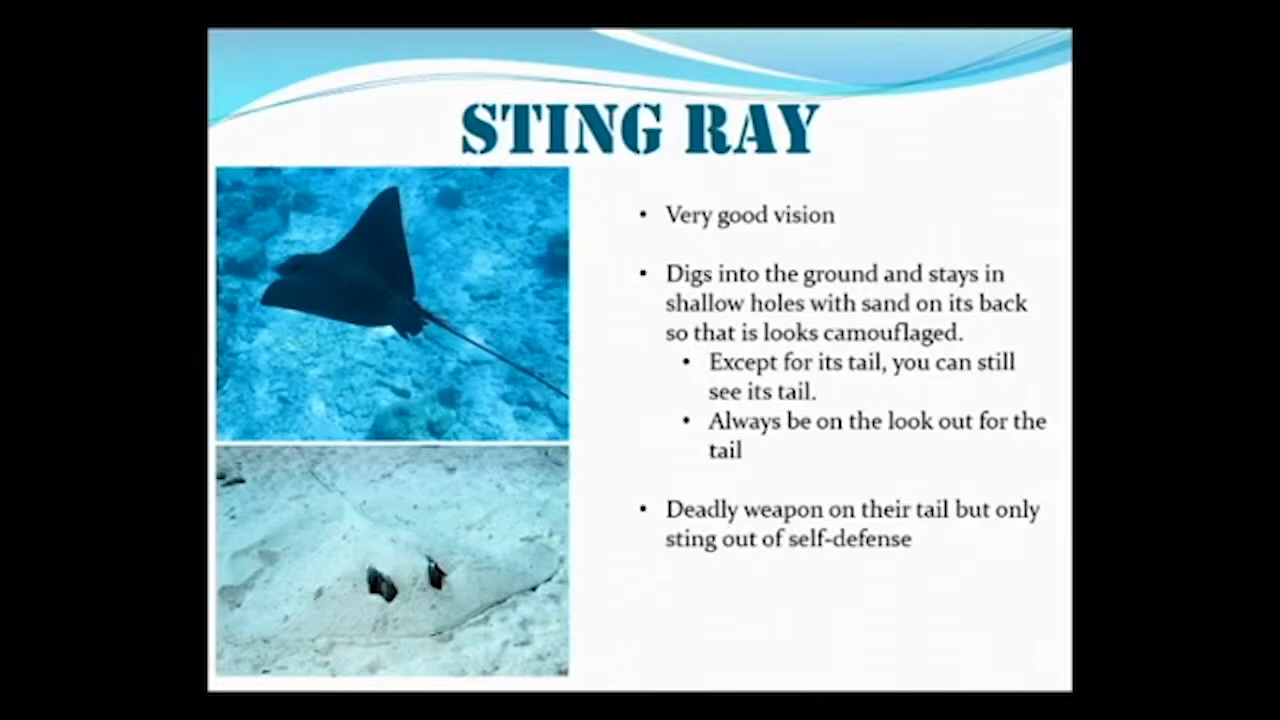 STING RAY
• Very good vision
• Digs into the ground and stays in
shallow holes with sand on its back
so that is looks camouflaged.
• Except for its tail, you can still
see its tail.
• Always be on the look out for the
tail
• Deadly weapon on their tail but only
sting out of self-defense